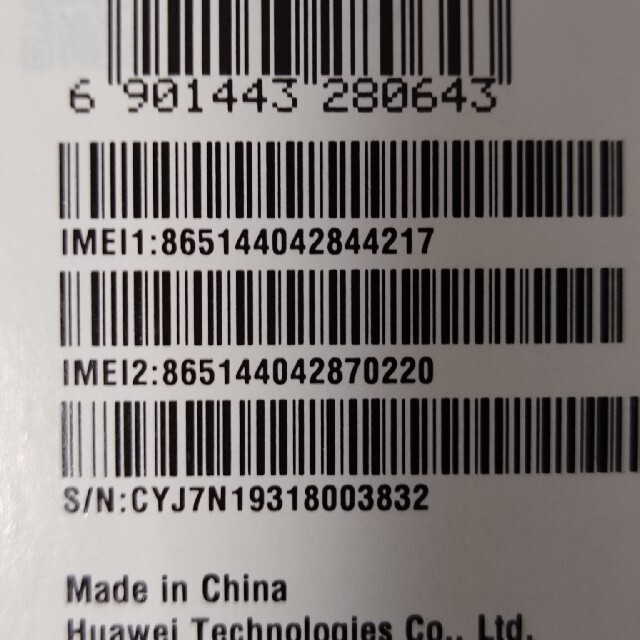 6 901443 280643
IMEI1:865144042844217
IMEI2:865144042870220
S/N:CYJ7N19318003832
Made in China
Huawei Technologies Co., Ltd.